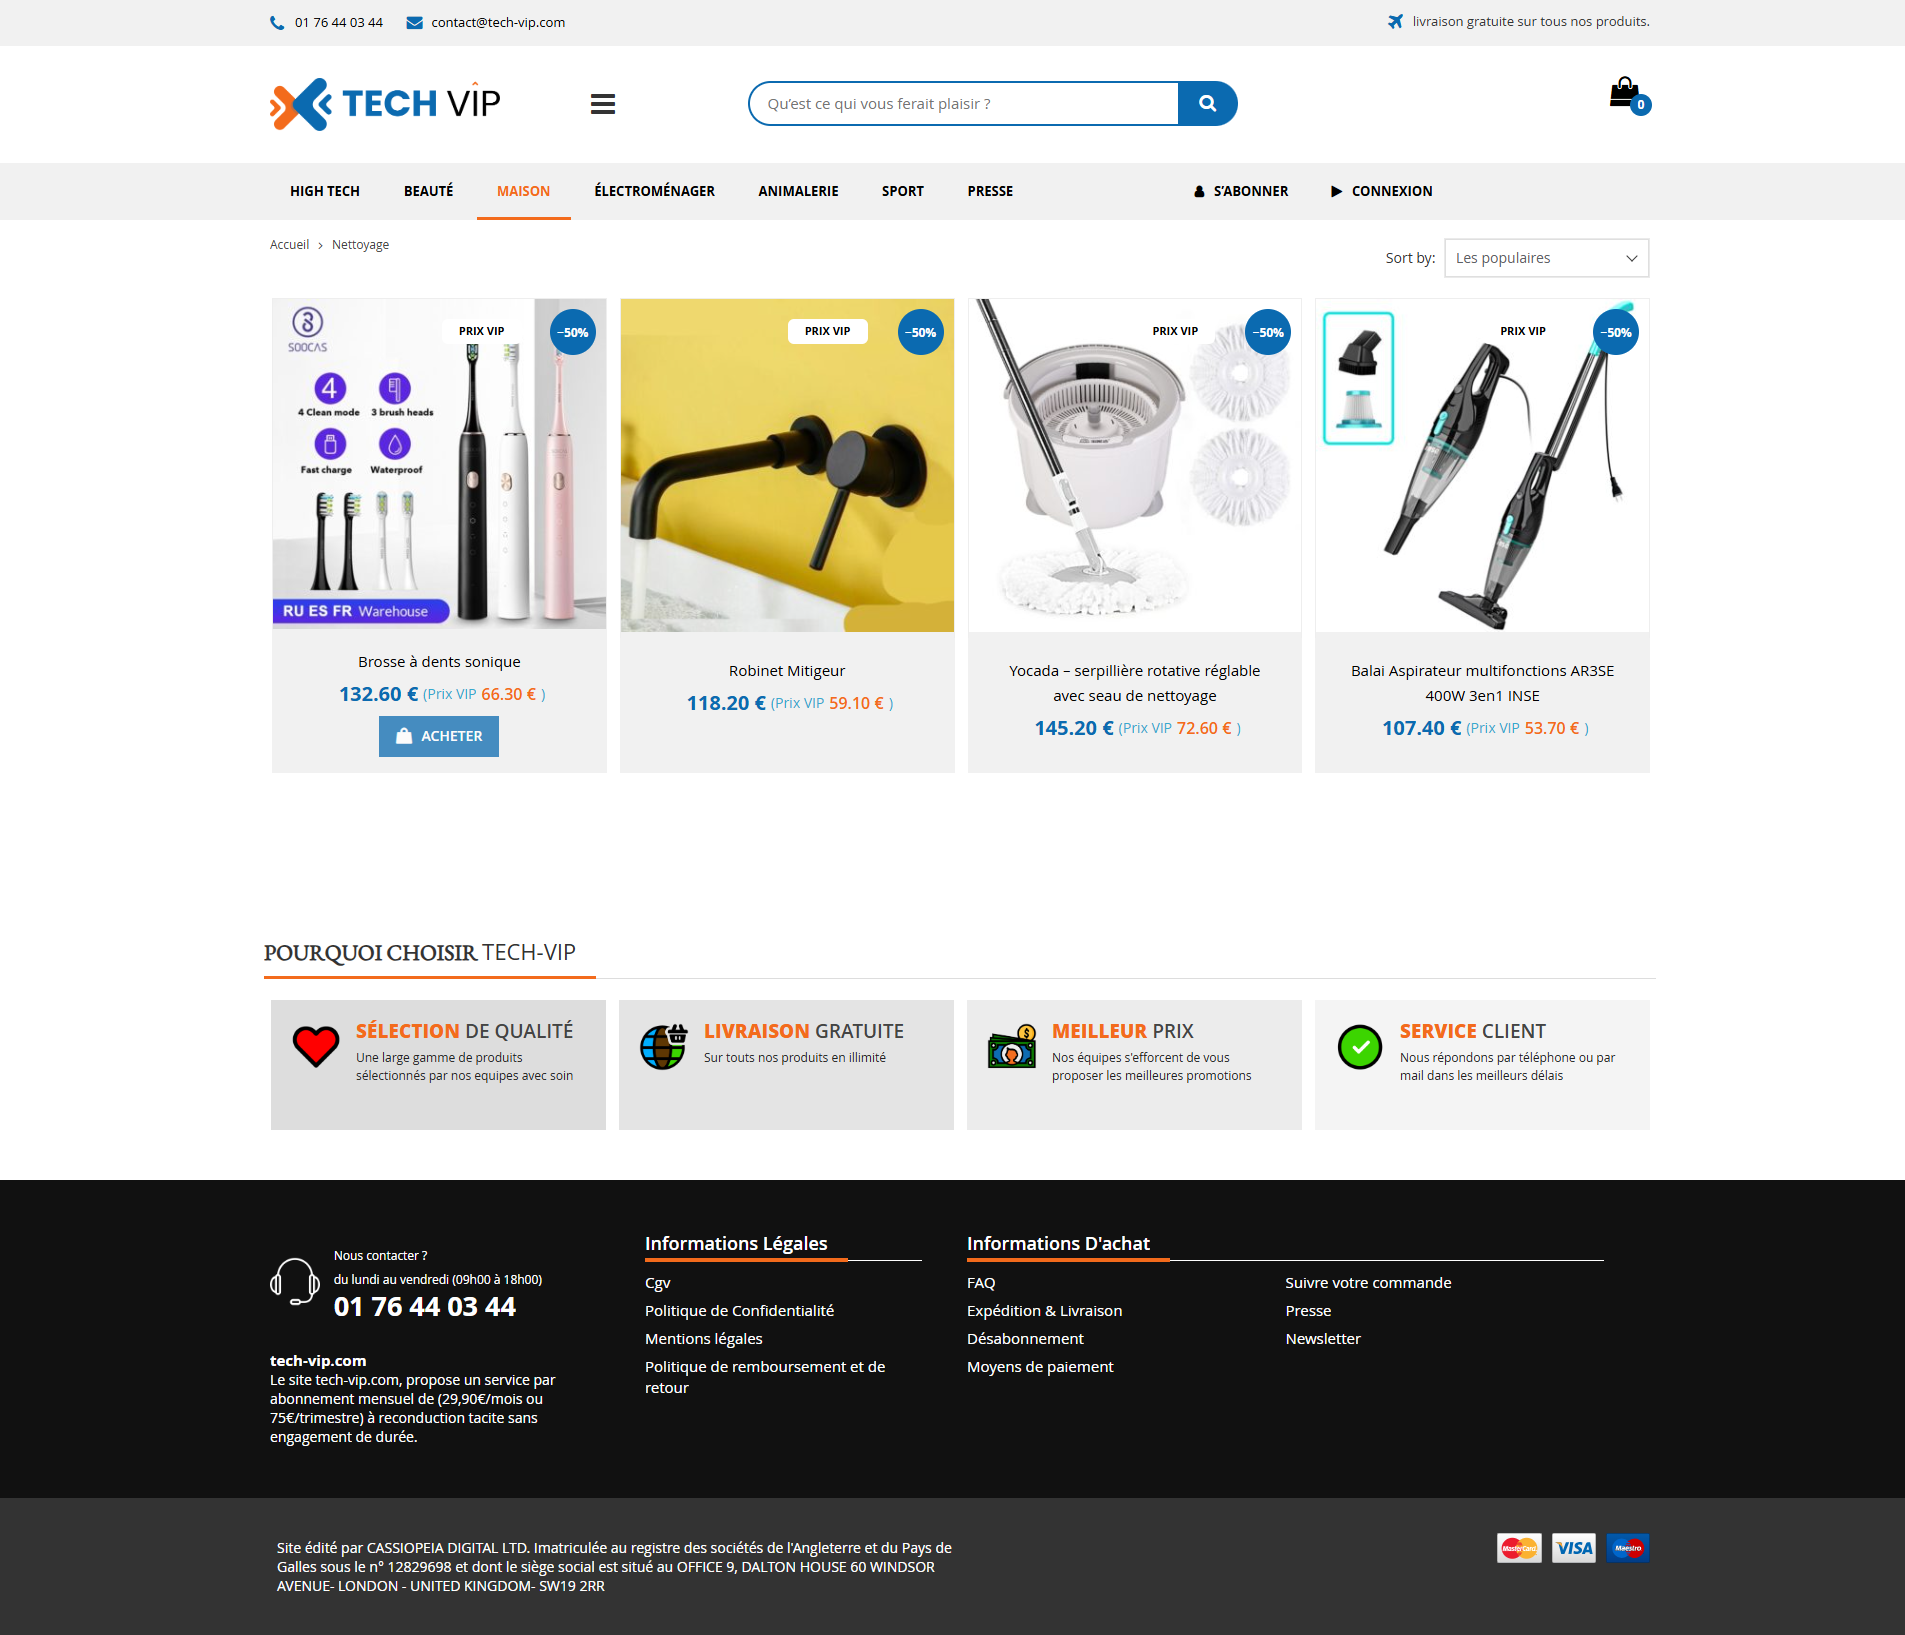 01 76 44 03 44
contact@tech-vip.com
livraison gratuite sur tous nos produits.
TECH VIP
Qu'est ce qui vous ferait plaisir ?
0
HIGH TECH
BEAUTÉ
MAISON
ÉLECTROMÉNAGER
ANIMALERIE
SPORT
PRESSE
S'ABONNER
CONNEXION
Accueil > Nettoyage
Sort by: Les populaires
SOOCAS
PRIX VIP
–50%
4
4 Clean mode
3 brush heads
Fast charge
Waterproof
RU ES FR Warehouse
PRIX VIP
–50%
PRIX VIP
–50%
PRIX VIP
–50%
Brosse à dents sonique
132.60 € (Prix VIP 66.30 € )
ACHETER
Robinet Mitigeur
118.20 € (Prix VIP 59.10 € )
Yocada – serpillière rotative réglable
avec seau de nettoyage
145.20 € (Prix VIP 72.60 € )
Balai Aspirateur multifonctions AR3SE
400W 3en1 INSE
107.40 € (Prix VIP 53.70 € )
POURQUOI CHOISIR TECH-VIP
SÉLECTION DE QUALITÉ
Une large gamme de produits
sélectionnés par nos equipes avec soin
LIVRAISON GRATUITE
Sur touts nos produits en illimité
MEILLEUR PRIX
Nos équipes s'efforcent de vous
proposer les meilleures promotions
SERVICE CLIENT
Nous répondons par téléphone ou par
mail dans les meilleurs délais
Nous contacter ?
du lundi au vendredi (09h00 à 18h00)
01 76 44 03 44
tech-vip.com
Le site tech-vip.com, propose un service par
abonnement mensuel de (29,90€/mois ou
75€/trimestre) à reconduction tacite sans
engagement de durée.
Informations Légales
Cgv
Politique de Confidentialité
Mentions légales
Politique de remboursement et de
retour
Informations D'achat
FAQ
Expédition & Livraison
Désabonnement
Moyens de paiement
Suivre votre commande
Presse
Newsletter
Site édité par CASSIOPEIA DIGITAL LTD. Imatriculée au registre des sociétés de l'Angleterre et du Pays de
Galles sous le n° 12829698 et dont le siège social est situé au OFFICE 9, DALTON HOUSE 60 WINDSOR
AVENUE- LONDON - UNITED KINGDOM- SW19 2RR
MasterCard
VISA
Maestro